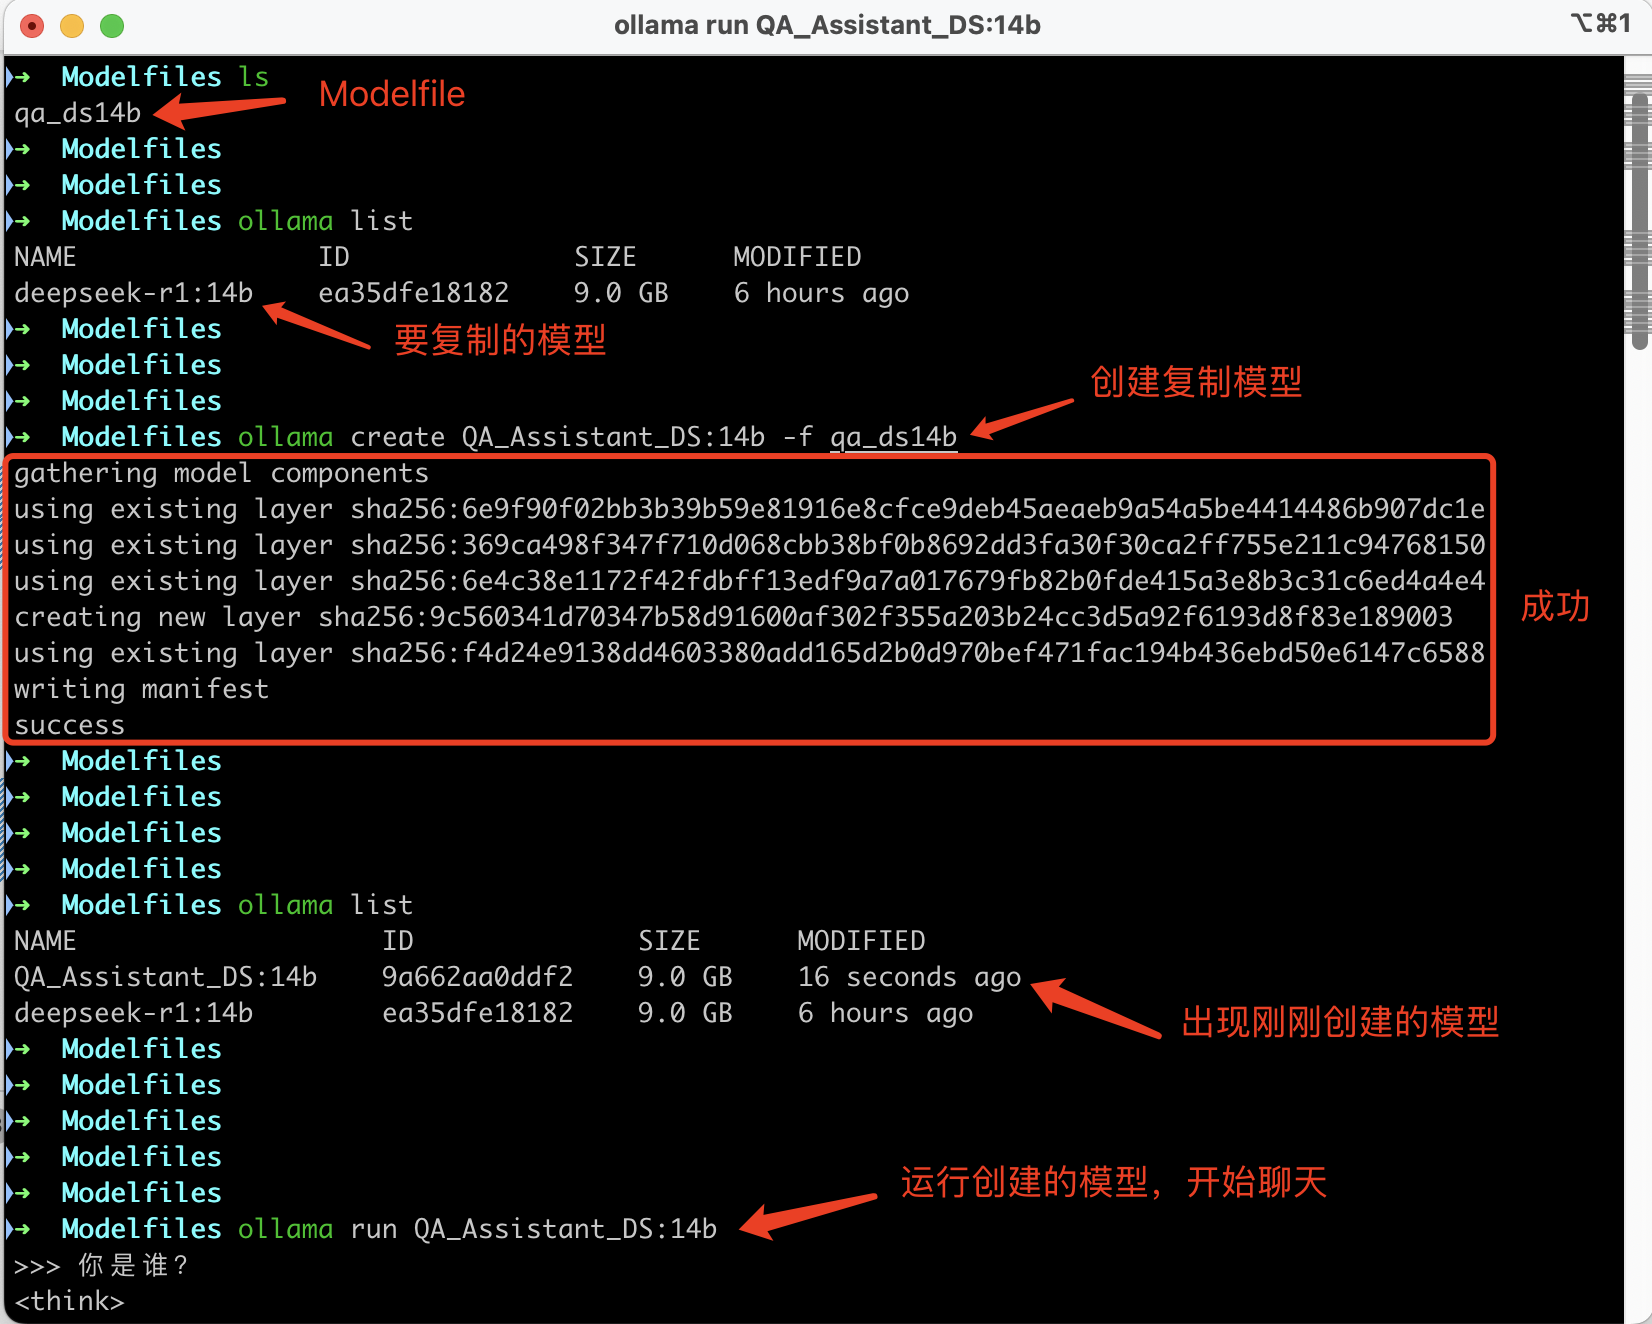 ollama run QA_Assistant_DS:14b
⌥⌘1
➜ Modelfiles ls
Modelfile
qa_ds14b
➜ Modelfiles
➜ Modelfiles
➜ Modelfiles ollama list
NAME ID SIZE MODIFIED
deepseek-r1:14b ea35dfe18182 9.0 GB 6 hours ago
➜ Modelfiles
要复制的模型
➜ Modelfiles
创建复制模型
➜ Modelfiles
➜ Modelfiles ollama create QA_Assistant_DS:14b -f qa_ds14b
gathering model components
using existing layer sha256:6e9f90f02bb3b39b59e81916e8cfce9deb45aeaeb9a54a5be4414486b907dc1e
using existing layer sha256:369ca498f347f710d068cbb38bf0b8692dd3fa30f30ca2ff755e211c94768150
using existing layer sha256:6e4c38e1172f42fdbff13edf9a7a017679fb82b0fde415a3e8b3c31c6ed4a4e4
creating new layer sha256:9c560341d70347b58d91600af302f355a203b24cc3d5a92f6193d8f83e189003
成功
using existing layer sha256:f4d24e9138dd4603380add165d2b0d970bef471fac194b436ebd50e6147c6588
writing manifest
success
➜ Modelfiles
➜ Modelfiles
➜ Modelfiles
➜ Modelfiles
➜ Modelfiles ollama list
NAME ID SIZE MODIFIED
QA_Assistant_DS:14b 9a662aa0ddf2 9.0 GB 16 seconds ago
deepseek-r1:14b ea35dfe18182 9.0 GB 6 hours ago
出现刚刚创建的模型
➜ Modelfiles
➜ Modelfiles
➜ Modelfiles
➜ Modelfiles
运行创建的模型，开始聊天
➜ Modelfiles
➜ Modelfiles ollama run QA_Assistant_DS:14b
>>> 你是谁？
<think>